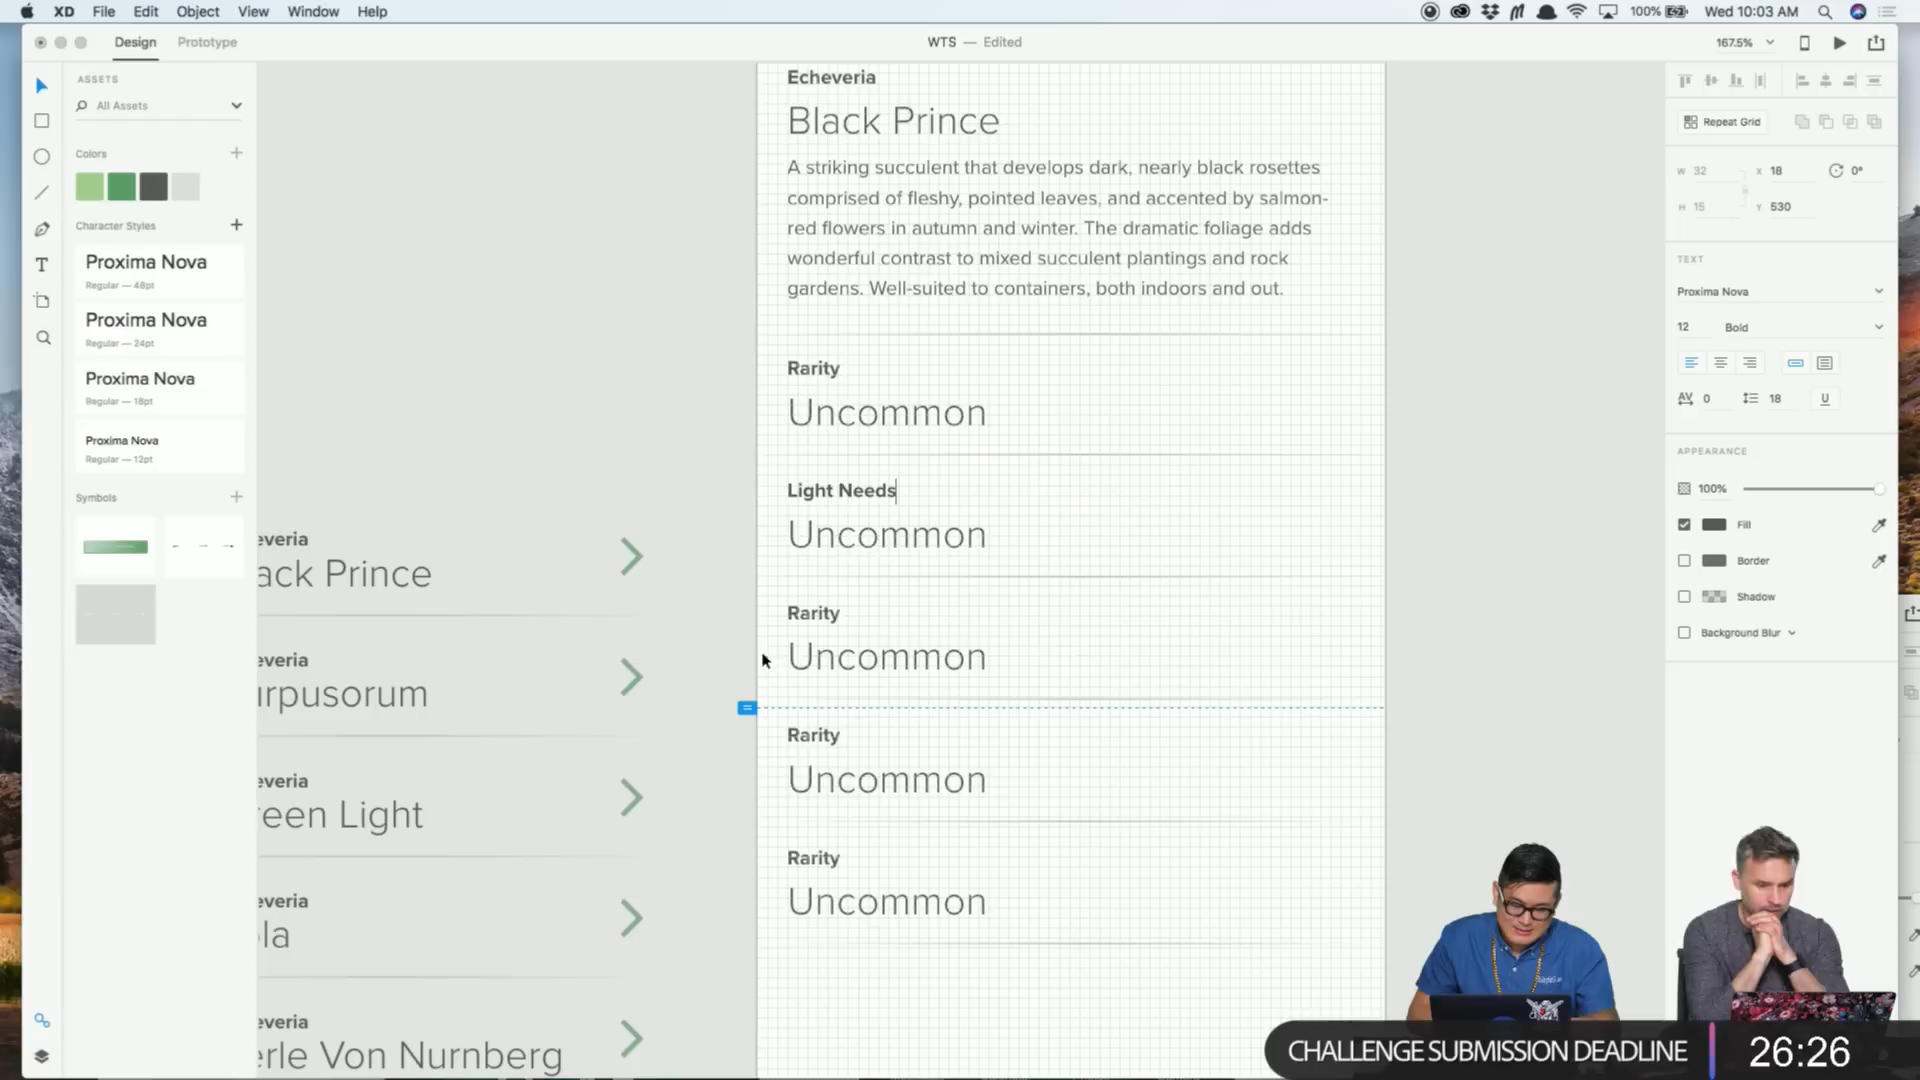 XD File Edit Object View Window Help
100% Wed 10:03 AM
Design Prototype
WTS — Edited
167.5%
ASSETS
All Assets
Colors
Character Styles
Proxima Nova
Regular — 48pt
Proxima Nova
Regular — 24pt
Proxima Nova
Regular — 18pt
Proxima Nova
Regular — 12pt
Symbols
everia
ack Prince
everia
urpusorum
everia
een Light
everia
la
everia
erle Von Nurnberg
Echeveria
Black Prince
A striking succulent that develops dark, nearly black rosettes
comprised of fleshy, pointed leaves, and accented by salmon-
red flowers in autumn and winter. The dramatic foliage adds
wonderful contrast to mixed succulent plantings and rock
gardens. Well-suited to containers, both indoors and out.
Rarity
Uncommon
Light Needs
Uncommon
Rarity
Uncommon
Rarity
Uncommon
Rarity
Uncommon
Repeat Grid
W 32 X 18 0°
H 15 Y 530
TEXT
Proxima Nova
12 Bold
AV 0 18 U
APPEARANCE
100%
Fill
Border
Shadow
Background Blur
CHALLENGE SUBMISSION DEADLINE 26:26